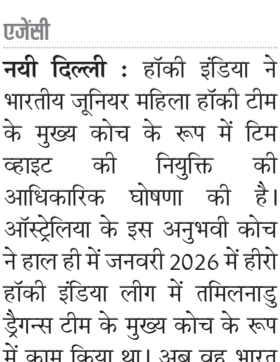 एजेंसी
नयी दिल्ली : हॉकी इंडिया ने
भारतीय जूनियर महिला हॉकी टीम
के मुख्य कोच के रूप में टिम
व्हाइट की नियुक्ति की
आधिकारिक घोषणा की है।
ऑस्ट्रेलिया के इस अनुभवी कोच
ने हाल ही में जनवरी 2026 में हीरो
हॉकी इंडिया लीग में तमिलनाडु
ड्रैगन्स टीम के मुख्य कोच के रूप
में काम किया था। अब वह भारत